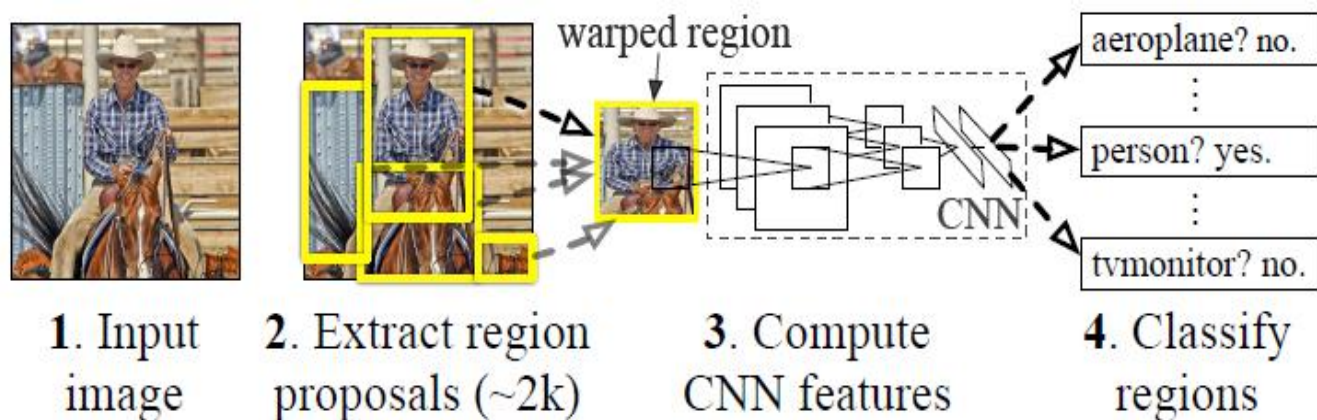 warped region
aeroplane? no.
person? yes.
CNN
tvmonitor? no.
1. Input
image
2. Extract region
proposals (~2k)
3. Compute
CNN features
4. Classify
regions